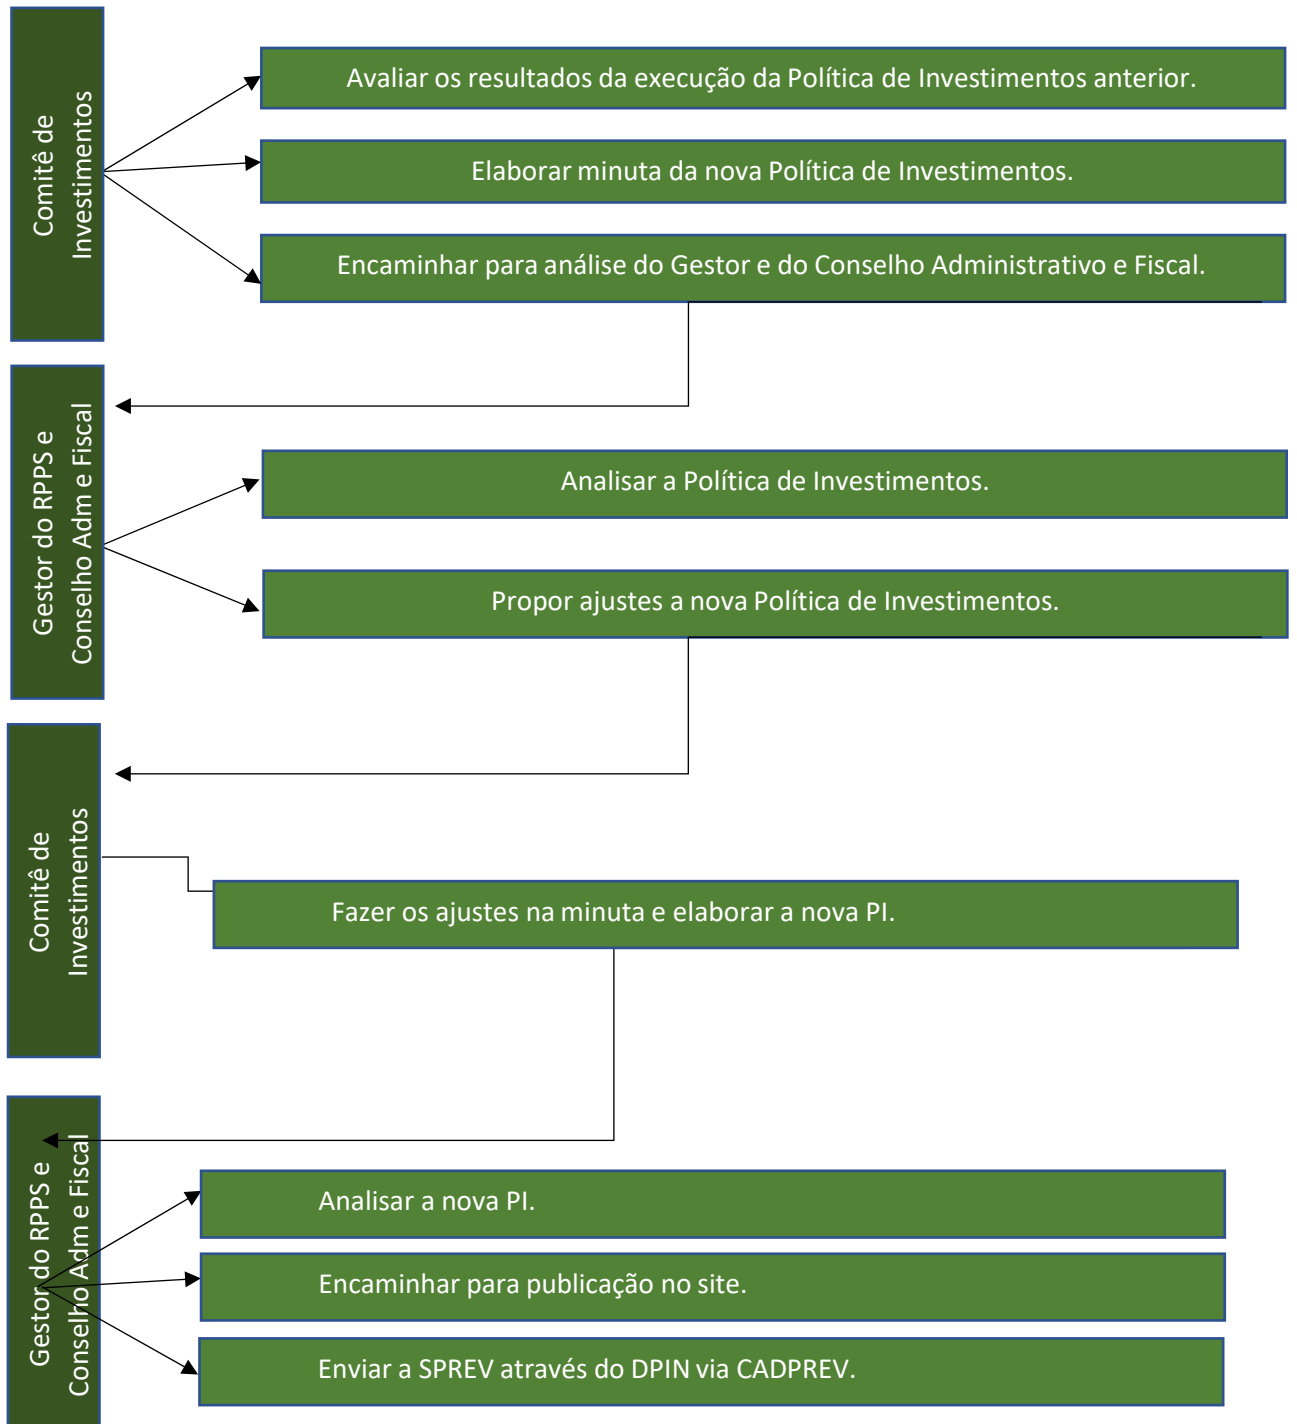 Comitê de
Investimentos
Avaliar os resultados da execução da Política de Investimentos anterior.
Elaborar minuta da nova Política de Investimentos.
Encaminhar para análise do Gestor e do Conselho Administrativo e Fiscal.
Gestor do RPPS e
Conselho Adm e Fiscal
Analisar a Política de Investimentos.
Propor ajustes a nova Política de Investimentos.
Comitê de
Investimentos
Fazer os ajustes na minuta e elaborar a nova PI.
Gestor do RPPS e
Conselho Adm e Fiscal
Analisar a nova PI.
Encaminhar para publicação no site.
Enviar a SPREV através do DPIN via CADPREV.